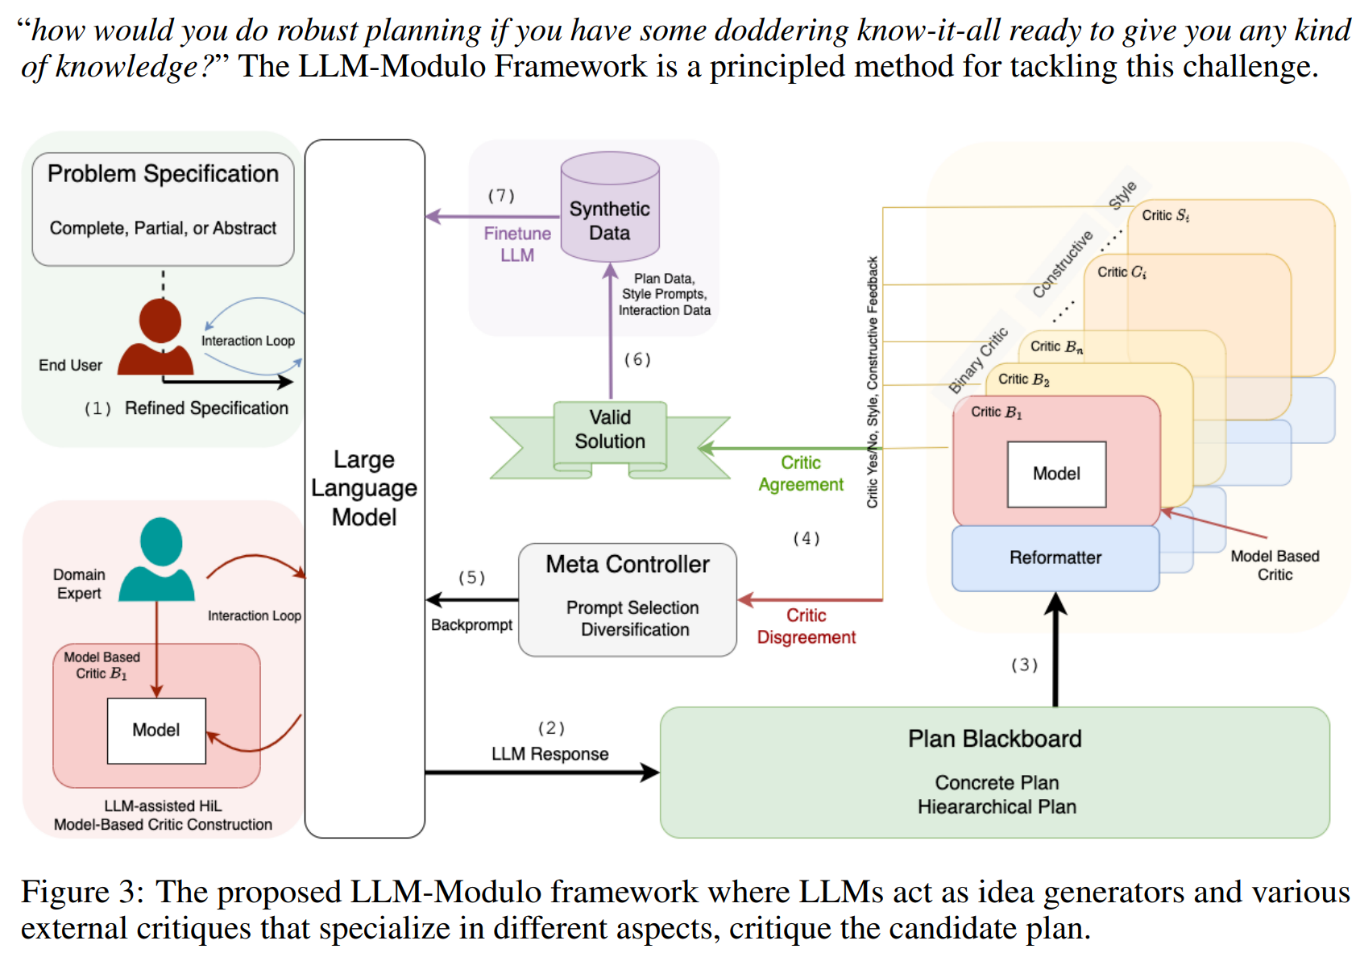 “how would you do robust planning if you have some doddering know-it-all ready to give you any kind
of knowledge?” The LLM-Modulo Framework is a principled method for tackling this challenge.
Problem Specification
Complete, Partial, or Abstract
End User
Interaction Loop
(1) Refined Specification
Domain
Expert
Interaction Loop
Model Based
Critic B₁
Model
LLM-assisted HiL
Model-Based Critic Construction
Large
Language
Model
(7)
Finetune
LLM
Synthetic
Data
Plan Data,
Style Prompts,
Interaction Data
(6)
Valid
Solution
Critic
Agreement
(4)
Critic Yes/No, Style, Constructive Feedback
Meta Controller
Prompt Selection
Diversification
(5)
Backprompt
Critic
Disgreement
(2)
LLM Response
Plan Blackboard
Concrete Plan
Hieararchical Plan
(3)
Style
Constructive
Binary Critic
Critic Sᵢ
Critic Cᵢ
Critic Bₙ
Critic B₂
Critic B₁
Model
Reformatter
Model Based
Critic
Figure 3: The proposed LLM-Modulo framework where LLMs act as idea generators and various
external critiques that specialize in different aspects, critique the candidate plan.